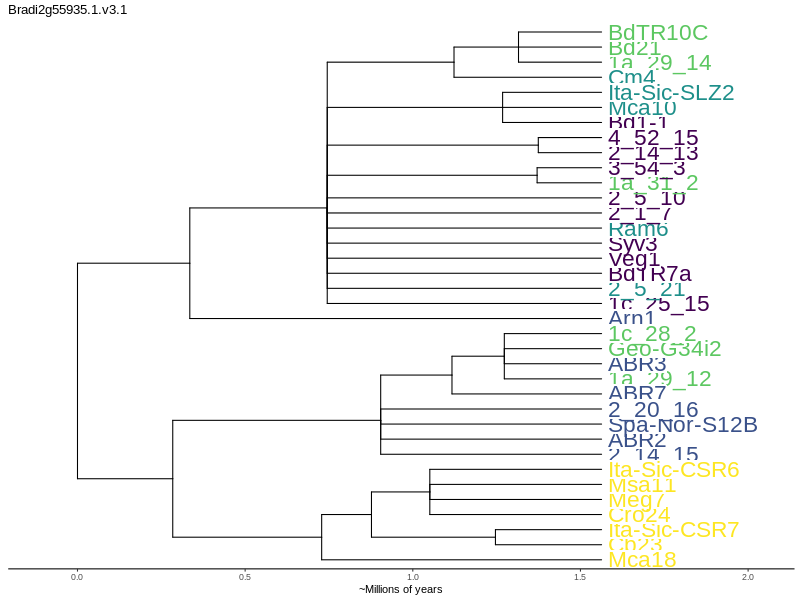 Bradi2g55935.1.v3.1
BdTR10C
Bd21
1a_29_14
Cm4
Ita-Sic-SLZ2
Mca10
Bd1-1
4_52_15
2_14_13
3_54_3
1a_31_2
2_5_10
2_1_7
Ram6
Syv3
Veg1
BdTR7a
2_5_21
1c_25_15
Arn1
1c_28_2
Geo-G34i2
ABR3
1a_29_12
ABR7
2_20_16
Spa-Nor-S12B
ABR2
2_14_15
Ita-Sic-CSR6
Msa11
Meg7
Cro24
Ita-Sic-CSR7
Mca18
0.0 0.5 1.0 1.5 2.0
~Millions of years